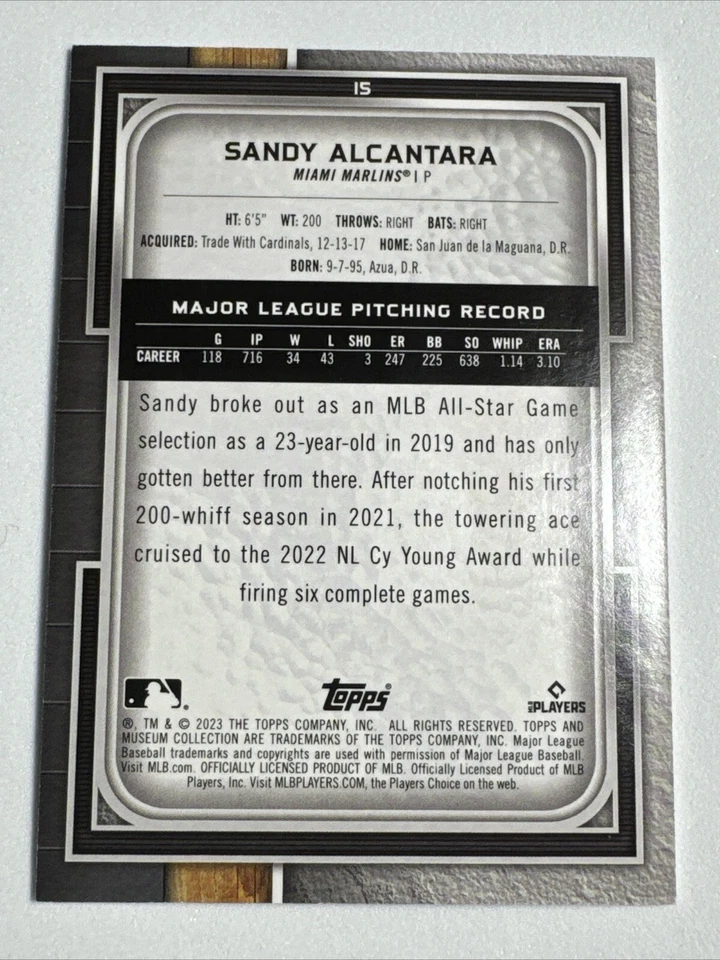 15
SANDY ALCANTARA
MIAMI MARLINS® | P
HT: 6'5" WT: 200 THROWS: RIGHT BATS: RIGHT
ACQUIRED: Trade With Cardinals, 12-13-17 HOME: San Juan de la Maguana, D.R.
BORN: 9-7-95, Azua, D.R.
MAJOR LEAGUE PITCHING RECORD
G IP W L SHO ER BB SO WHIP ERA
CAREER 118 716 34 43 3 247 225 638 1.14 3.10
Sandy broke out as an MLB All-Star Game
selection as a 23-year-old in 2019 and has only
gotten better from there. After notching his first
200-whiff season in 2021, the towering ace
cruised to the 2022 NL Cy Young Award while
firing six complete games.
Topps®
MLB PLAYERS
®, TM & © 2023 THE TOPPS COMPANY, INC. ALL RIGHTS RESERVED. TOPPS AND
MUSEUM COLLECTION ARE TRADEMARKS OF THE TOPPS COMPANY, INC. Major League
Baseball trademarks and copyrights are used with permission of Major League Baseball.
Visit MLB.com. OFFICIALLY LICENSED PRODUCT OF MLB. Officially Licensed Product of MLB
Players, Inc. Visit MLBPLAYERS.COM, the Players Choice on the web.